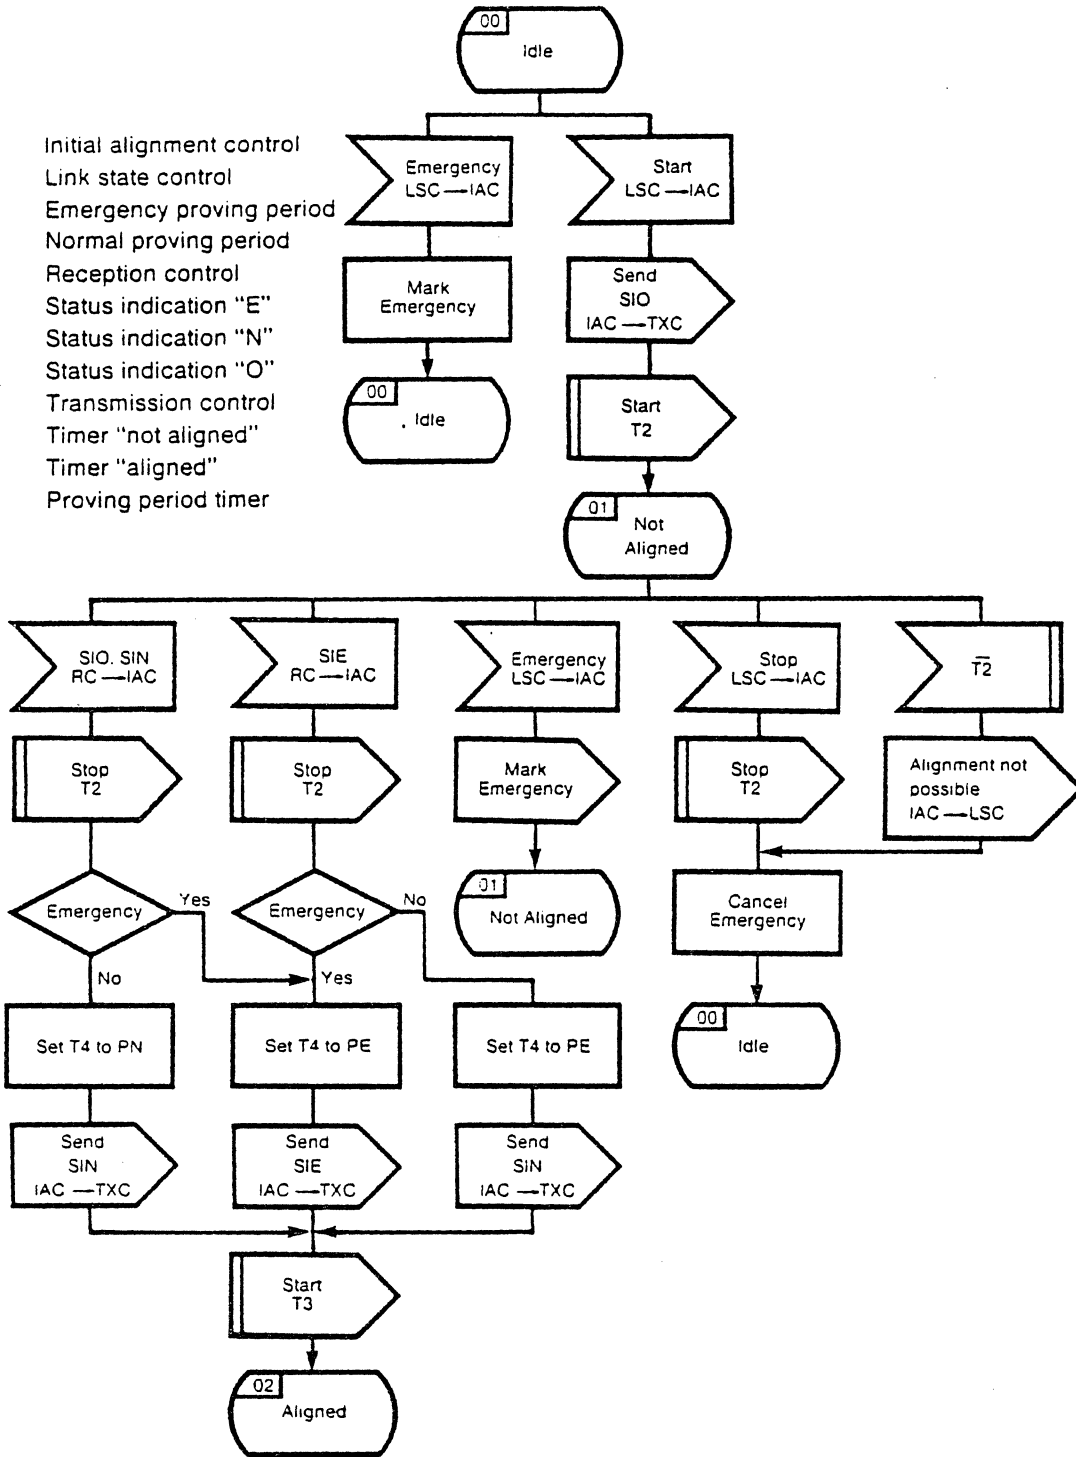 00
Idle
Initial alignment control
Link state control
Emergency proving period
Normal proving period
Reception control
Status indication “E”
Status indication “N”
Status indication “O”
Transmission control
Timer “not aligned”
Timer “aligned”
Proving period timer
Emergency
LSC → IAC
Start
LSC → IAC
Mark
Emergency
Send
SIO
IAC → TXC
00
Idle
Start
T2
01
Not
Aligned
SIO. SIN
RC → IAC
SIE
RC → IAC
Emergency
LSC → IAC
Stop
LSC → IAC
T̅2̅
Stop
T2
Stop
T2
Mark
Emergency
Stop
T2
Alignment not
possible
IAC → LSC
Emergency
Yes
No
Emergency
No
Yes
01
Not Aligned
Cancel
Emergency
Set T4 to PN
Set T4 to PE
Set T4 to PE
00
Idle
Send
SIN
IAC → TXC
Send
SIE
IAC → TXC
Send
SIN
IAC → TXC
Start
T3
02
Aligned